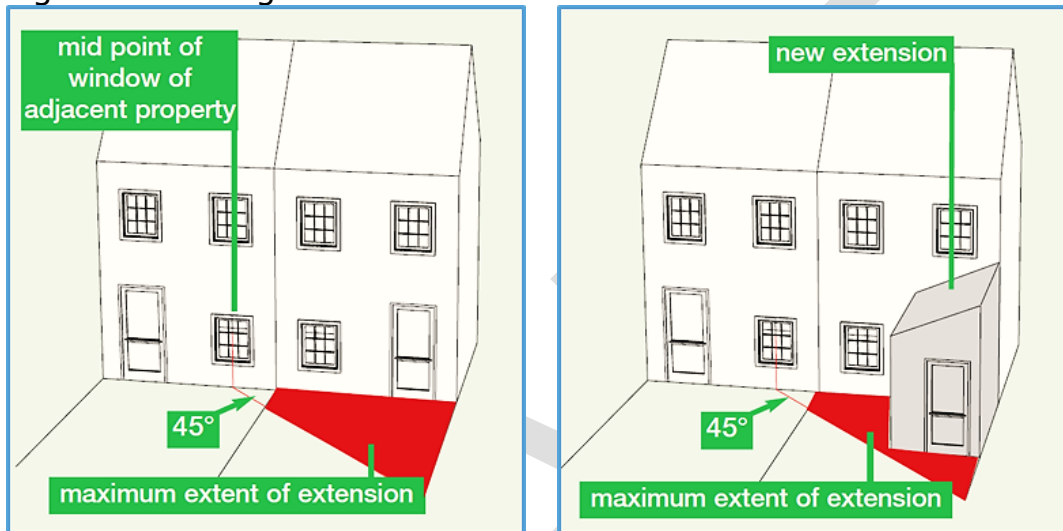 mid point of
window of
adjacent property
45°
maximum extent of extension
new extension
45°
maximum extent of extension